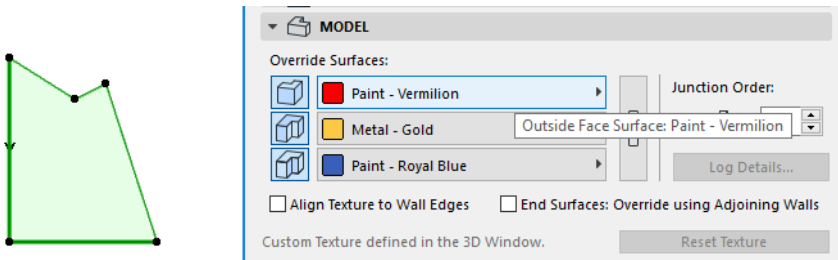 MODEL
Override Surfaces:
Paint - Vermilion
Junction Order:
Metal - Gold
Outside Face Surface: Paint - Vermilion
Paint - Royal Blue
Log Details...
Align Texture to Wall Edges
End Surfaces: Override using Adjoining Walls
Custom Texture defined in the 3D Window.
Reset Texture